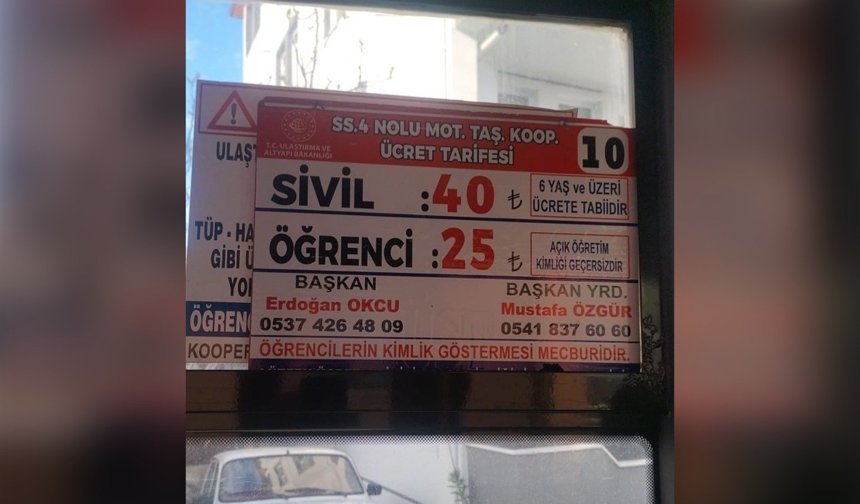 SS.4 NOLU MOT. TAŞ. KOOP.
ÜCRET TARİFESİ
10
T.C. ULAŞTIRMA VE
ALTYAPI BAKANLIĞI
SİVİL :40 ₺
6 YAŞ ve ÜZERİ
ÜCRETE TABİİDİR
ÖĞRENCİ :25 ₺
AÇIK ÖĞRETİM
KİMLİĞİ GEÇERSİZDİR
BAŞKAN
Erdoğan OKCU
0537 426 48 09
BAŞKAN YRD.
Mustafa ÖZGÜR
0541 837 60 60
ÖĞRENCİLERİN KİMLİK GÖSTERMESİ MECBURİDİR.
ULAŞT
TÜP - HA
GİBİ Ü
YO
ÖĞRENC
KOOPER